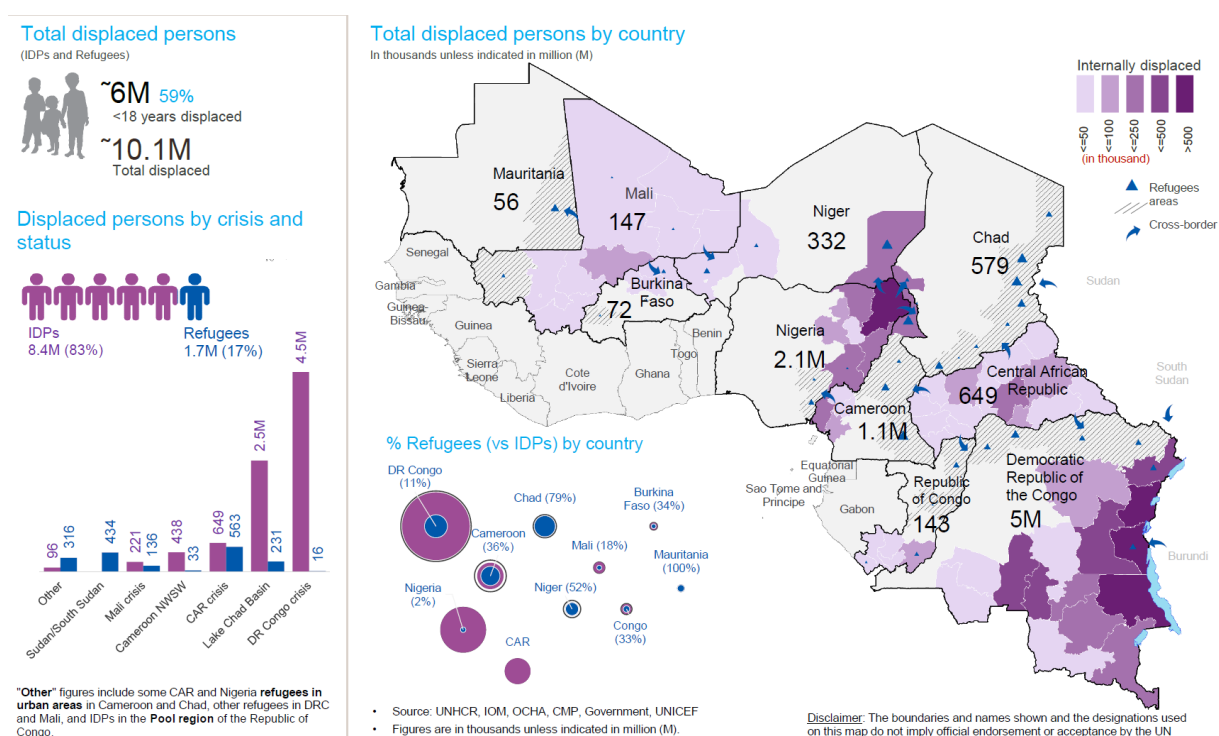 Total displaced persons
(IDPs and Refugees)
~6M 59%
<18 years displaced
~10.1M
Total displaced
Displaced persons by crisis and
status
IDPs
8.4M (83%)
Refugees
1.7M (17%)
96
316
434
221
136
438
33
649
563
2.5M
231
4.5M
16
Other
Sudan/South Sudan
Mali crisis
Cameroon NWSW
CAR crisis
Lake Chad Basin
DR Congo crisis
"Other" figures include some CAR and Nigeria refugees in
urban areas in Cameroon and Chad, other refugees in DRC
and Mali, and IDPs in the Pool region of the Republic of
Congo.
Total displaced persons by country
In thousands unless indicated in million (M)
Internally displaced
<=50
<=100
<=250
<=500
>500
(in thousand)
Refugees
areas
Cross-border
Mauritania
56
Mali
147
Niger
332
Chad
579
Sudan
Senegal
Gambia
Guinea-
Bissau
Guinea
Sierra
Leone
Liberia
Cote
d'Ivoire
Ghana
Togo
Benin
Burkina
Faso
72
Nigeria
2.1M
Cameroon
1.1M
Central African
Republic
649
South
Sudan
Equatorial
Guinea
Sao Tome and
Principe
Gabon
Republic
of Congo
143
Democratic
Republic of
the Congo
5M
Burundi
% Refugees (vs IDPs) by country
DR Congo
(11%)
Chad (79%)
Burkina
Faso (34%)
Cameroon
(36%)
Mali (18%)
Mauritania
(100%)
Nigeria
(2%)
Niger (52%)
Congo
(33%)
CAR
• Source: UNHCR, IOM, OCHA, CMP, Government, UNICEF
• Figures are in thousands unless indicated in million (M).
Disclaimer: The boundaries and names shown and the designations used
on this map do not imply official endorsement or acceptance by the UN